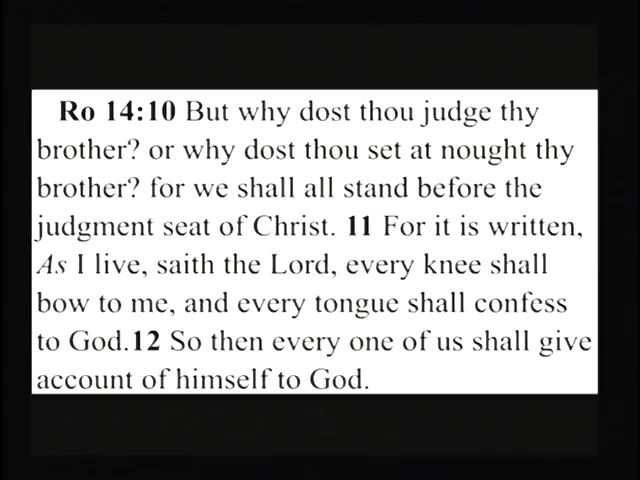 Ro 14:10 But why dost thou judge thy
brother? or why dost thou set at nought thy
brother? for we shall all stand before the
judgment seat of Christ. 11 For it is written,
As I live, saith the Lord, every knee shall
bow to me, and every tongue shall confess
to God.12 So then every one of us shall give
account of himself to God.